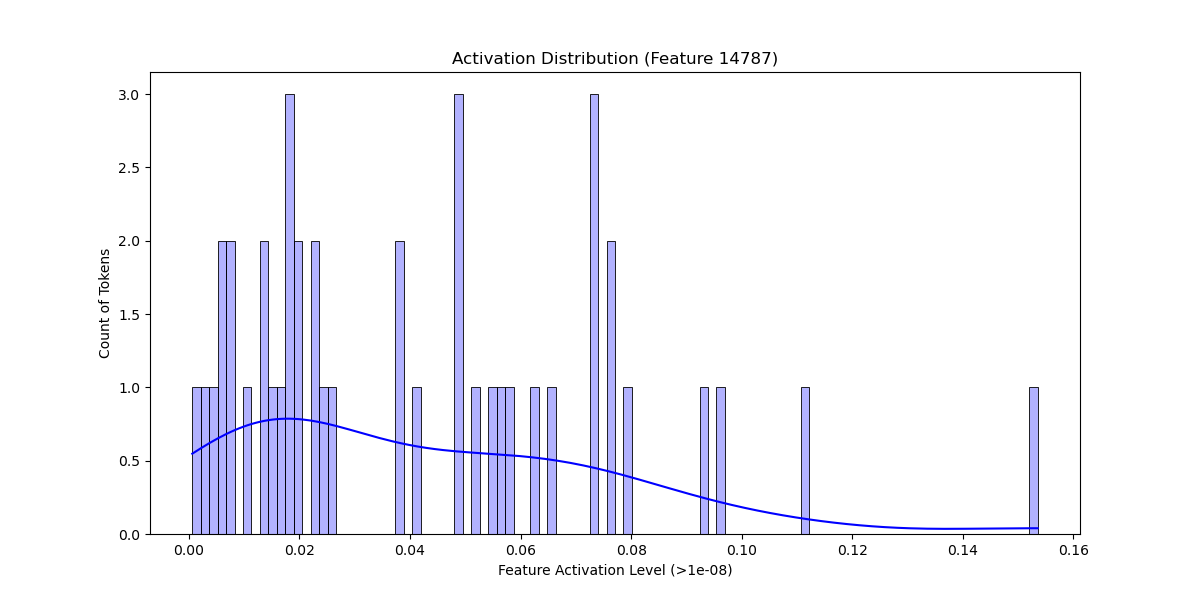 Activation Distribution (Feature 14787)
Count of Tokens
3.0
2.5
2.0
1.5
1.0
0.5
0.0
0.00 0.02 0.04 0.06 0.08 0.10 0.12 0.14 0.16
Feature Activation Level (>1e-08)